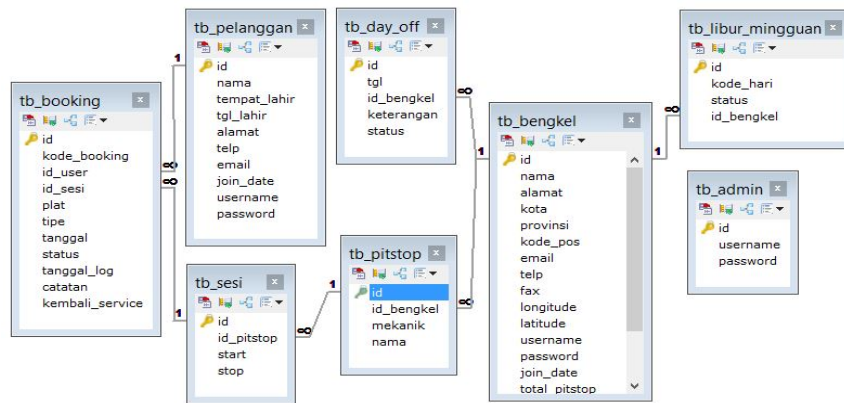 tb_booking
id
kode_booking
id_user
id_sesi
plat
tipe
tanggal
status
tanggal_log
catatan
kembali_service
tb_pelanggan
id
nama
tempat_lahir
tgl_lahir
alamat
telp
email
join_date
username
password
tb_sesi
id
id_pitstop
start
stop
tb_day_off
id
tgl
id_bengkel
keterangan
status
tb_pitstop
id
id_bengkel
mekanik
nama
tb_bengkel
id
nama
alamat
kota
provinsi
kode_pos
email
telp
fax
longitude
latitude
username
password
join_date
total_pitstop
tb_libur_mingguan
id
kode_hari
status
id_bengkel
tb_admin
id
username
password
1
∞
∞
1
1
∞
∞
∞
1
1
∞